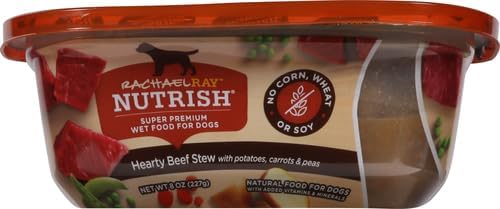 RACHAEL RAY™
NUTRISH®
SUPER PREMIUM
WET FOOD FOR DOGS
NO CORN, WHEAT
OR SOY
Hearty Beef Stew with potatoes, carrots & peas
NET WT 8 OZ (227g)
NATURAL FOOD FOR DOGS
WITH ADDED VITAMINS & MINERALS